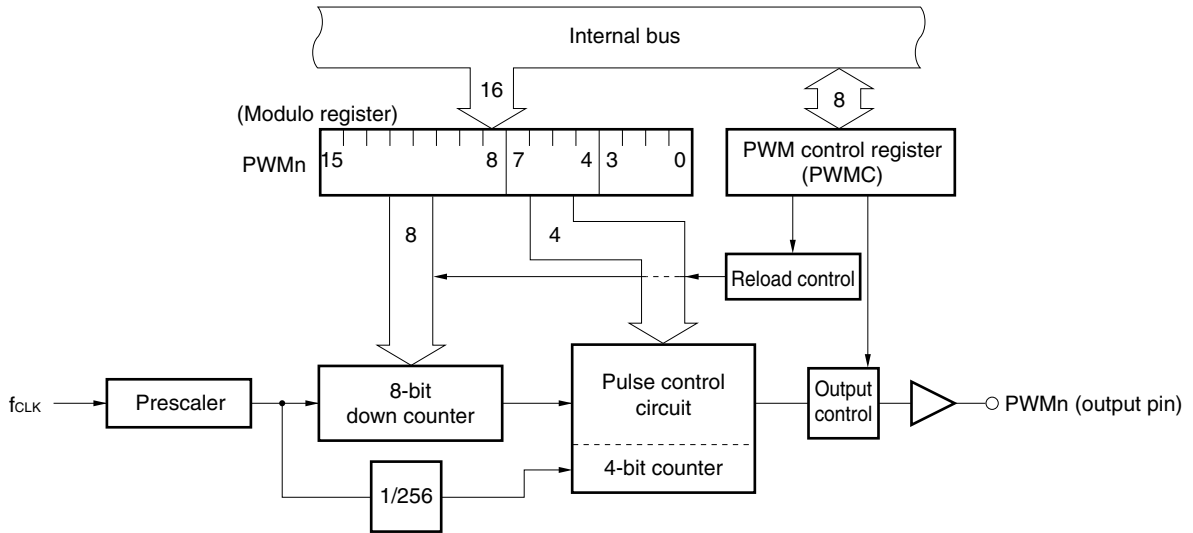 Internal bus
16
8
(Modulo register)
PWMn
15 8 7 4 3 0
PWM control register
(PWMC)
8
4
Reload control
fCLK
Prescaler
8-bit
down counter
Pulse control
circuit
Output
control
PWMn (output pin)
4-bit counter
1/256